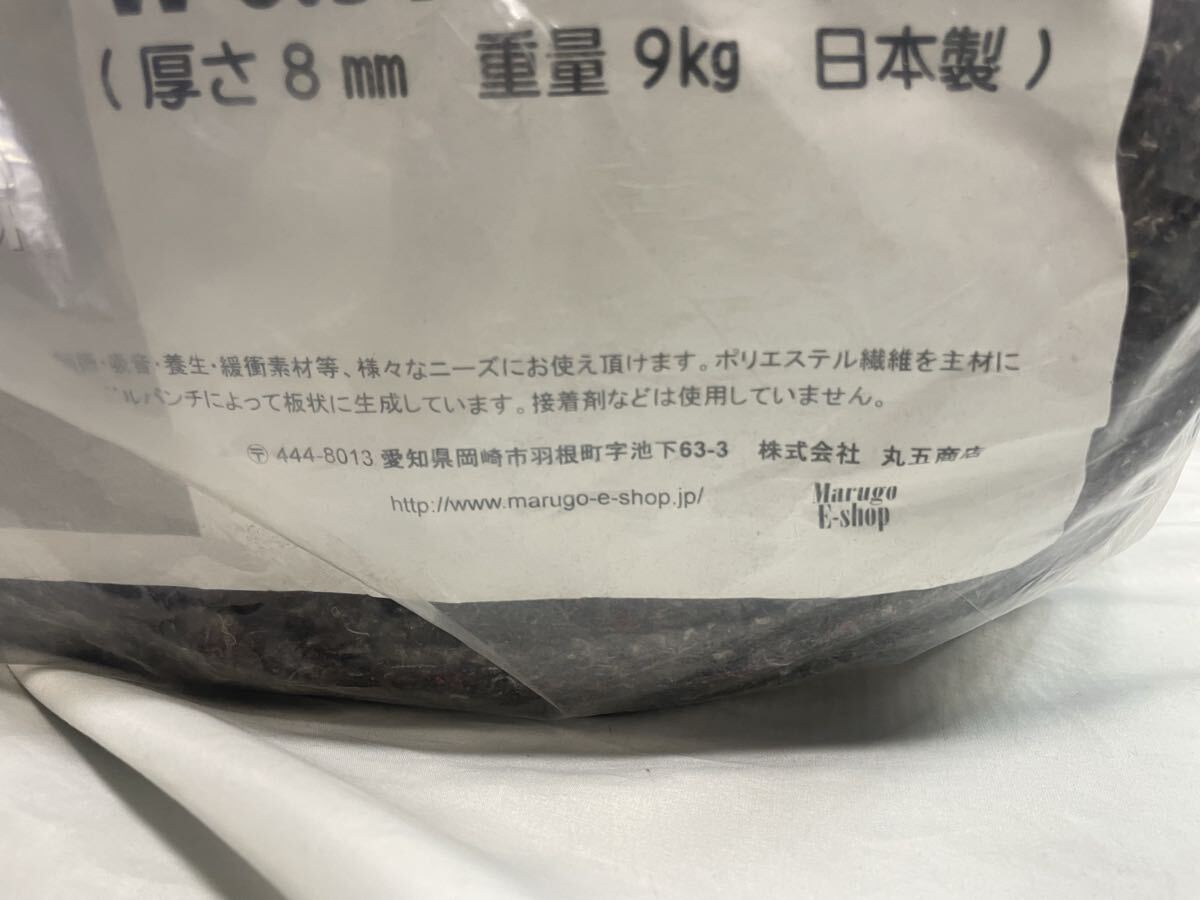 (厚さ 8 mm 重量 9kg 日本製)
吸音・養生・緩衝素材等、様々なニーズにお使え頂けます。ポリエステル繊維を主材に
ルパンチによって板状に生成しています。接着剤などは使用していません。
〒444-8013 愛知県岡崎市羽根町字池下63-3 株式会社 丸五商店
http://www.marugo-e-shop.jp/
Marugo
E-shop